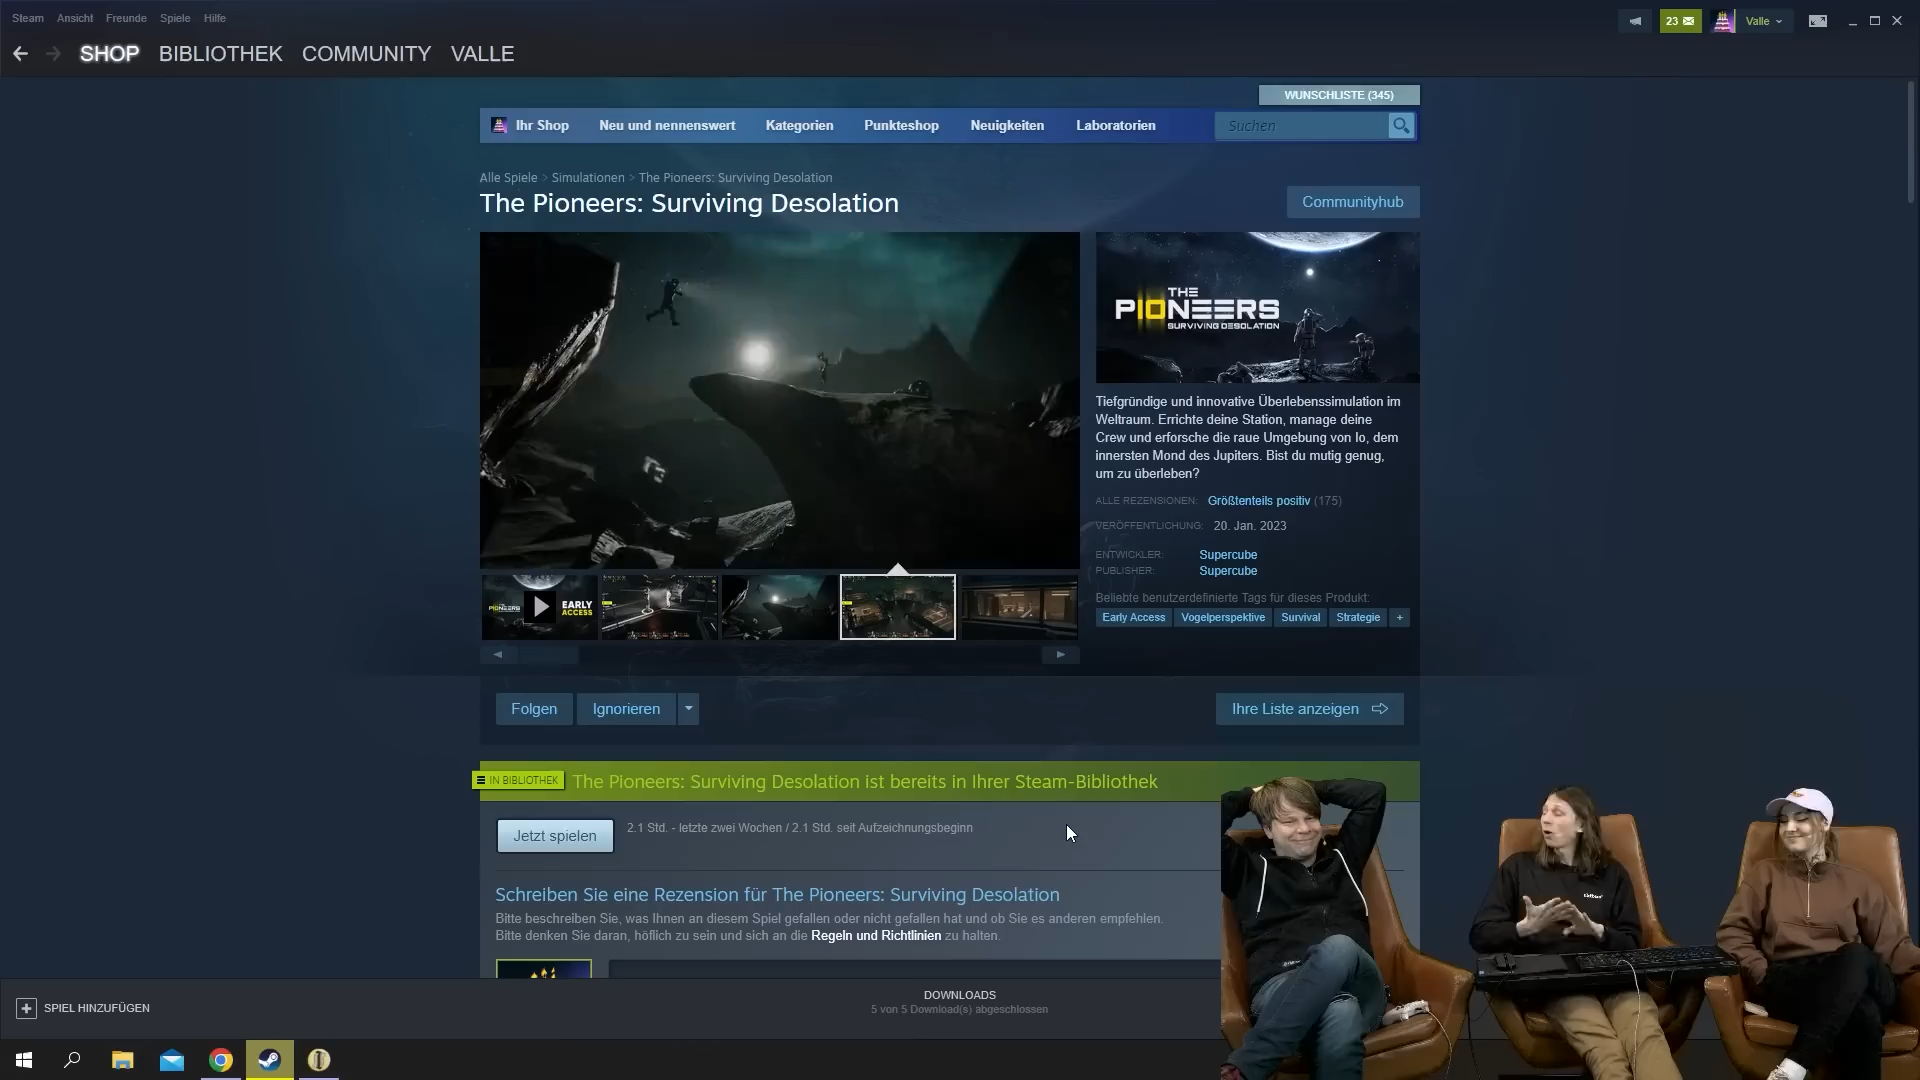 Steam Ansicht Freunde Spiele Hilfe
23
Valle
SHOP BIBLIOTHEK COMMUNITY VALLE
WUNSCHLISTE (345)
Ihr Shop Neu und nennenswert Kategorien Punkteshop Neuigkeiten Laboratorien Suchen
Alle Spiele > Simulationen > The Pioneers: Surviving Desolation
The Pioneers: Surviving Desolation
Communityhub
THE
PIONEERS
SURVIVING DESOLATION
Tiefgründige und innovative Überlebenssimulation im
Weltraum. Errichte deine Station, manage deine
Crew und erforsche die raue Umgebung von Io, dem
innersten Mond des Jupiters. Bist du mutig genug,
um zu überleben?
ALLE REZENSIONEN: Größtenteils positiv (175)
VERÖFFENTLICHUNG: 20. Jan. 2023
ENTWICKLER: Supercube
PUBLISHER: Supercube
Beliebte benutzerdefinierte Tags für dieses Produkt:
Early Access Vogelperspektive Survival Strategie +
PIONEERS
EARLY
ACCESS
Folgen Ignorieren
Ihre Liste anzeigen
IN BIBLIOTHEK The Pioneers: Surviving Desolation ist bereits in Ihrer Steam-Bibliothek
Jetzt spielen 2.1 Std. - letzte zwei Wochen / 2.1 Std. seit Aufzeichnungsbeginn
Schreiben Sie eine Rezension für The Pioneers: Surviving Desolation
Bitte beschreiben Sie, was Ihnen an diesem Spiel gefallen oder nicht gefallen hat und ob Sie es anderen empfehlen.
Bitte denken Sie daran, höflich zu sein und sich an die Regeln und Richtlinien zu halten.
SPIEL HINZUFÜGEN
DOWNLOADS
5 von 5 Download(s) abgeschlossen